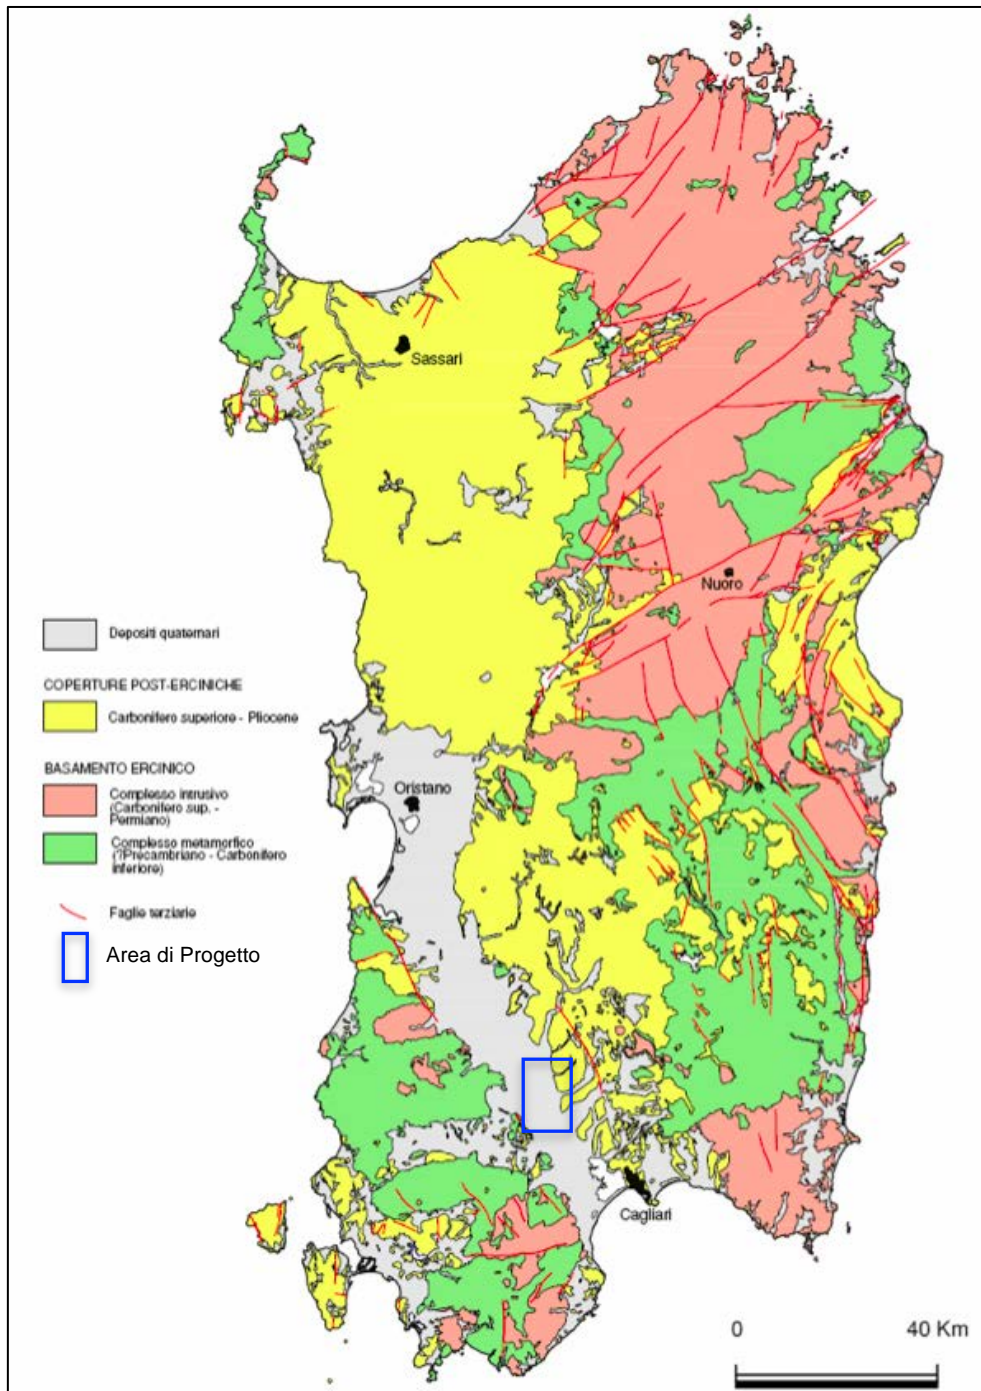 Sassari
Nuoro
Depositi quaternari
COPERTURE POST-ERCINICHE
Carbonifero superiore - Pliocene
BASAMENTO ERCINICO
Complesso intrusivo
(Carbonifero sup. -
Permiano)
Complesso metamorfico
(?Precambriano - Carbonifero
inferiore)
Faglie terziarie
Area di Progetto
Oristano
Cagliari
0 40 Km